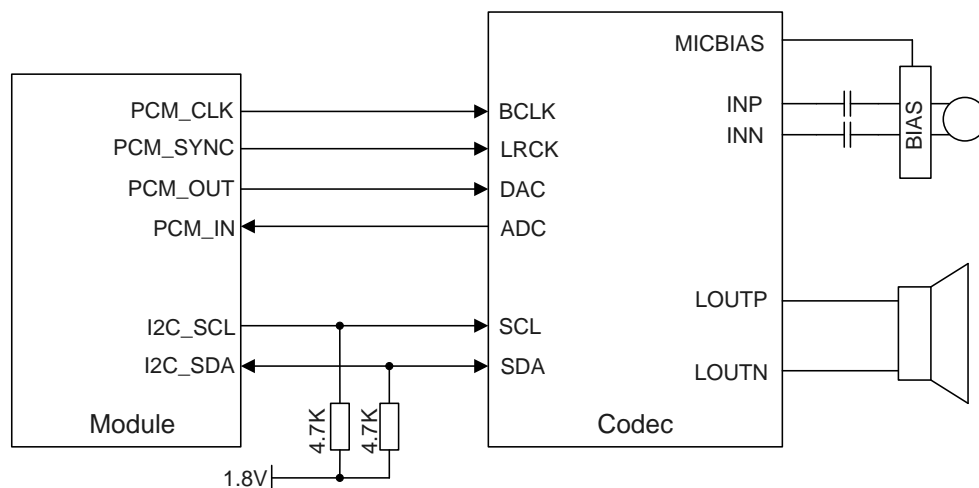 MICBIAS
PCM_CLK
BCLK
INP
PCM_SYNC
LRCK
INN
BIAS
PCM_OUT
DAC
PCM_IN
ADC
LOUTP
I2C_SCL
SCL
I2C_SDA
SDA
LOUTN
4.7K
4.7K
Module
Codec
1.8V